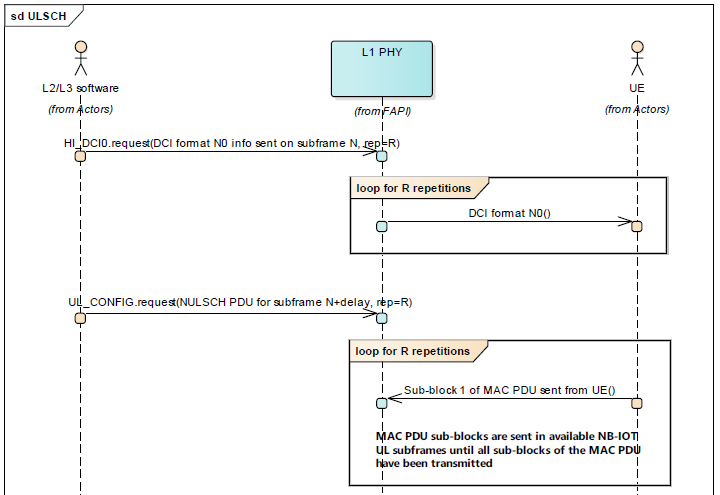 sd ULSCH
L2/L3 software
(from Actors)
L1 PHY
(from FAPI)
UE
(from Actors)
HI_DCI0.request(DCI format N0 info sent on subframe N, rep=R)
loop for R repetitions
DCI format N0()
UL_CONFIG.request(NULSCH PDU for subframe N+delay, rep=R)
loop for R repetitions
Sub-block 1 of MAC PDU sent from UE()
MAC PDU sub-blocks are sent in available NB-IOT
UL subframes until all sub-blocks of the MAC PDU
have been transmitted